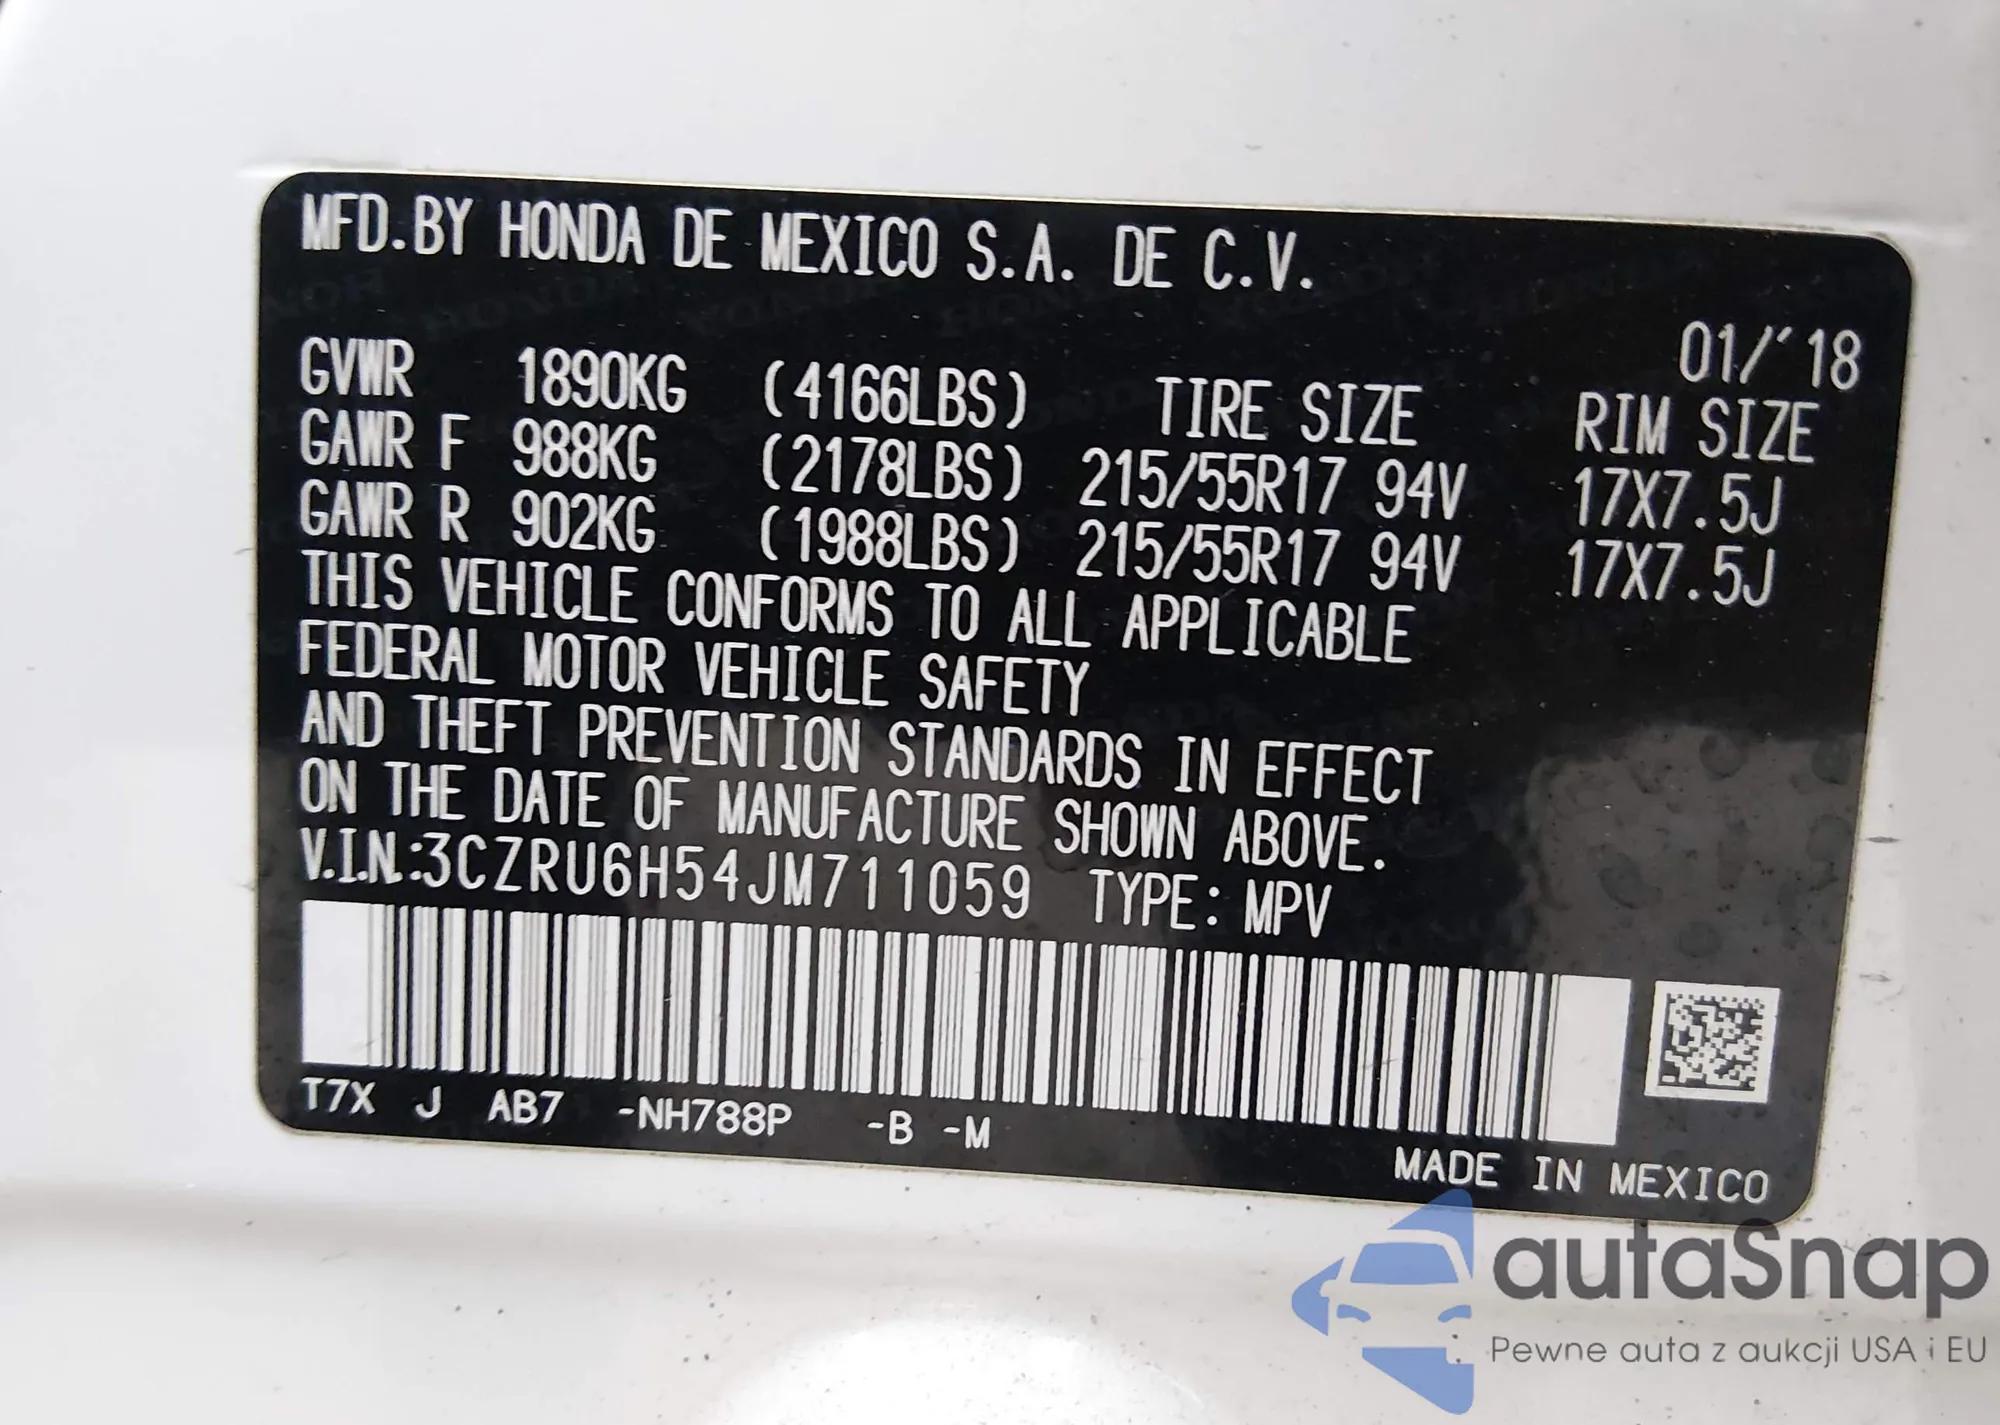 MFD.BY HONDA DE MEXICO S.A. DE C.V.
01/'18
GVWR 1890KG (4166LBS) TIRE SIZE RIM SIZE
GAWR F 988KG (2178LBS) 215/55R17 94V 17X7.5J
GAWR R 902KG (1988LBS) 215/55R17 94V 17X7.5J
THIS VEHICLE CONFORMS TO ALL APPLICABLE
FEDERAL MOTOR VEHICLE SAFETY
AND THEFT PREVENTION STANDARDS IN EFFECT
ON THE DATE OF MANUFACTURE SHOWN ABOVE.
V.I.N.:3CZRU6H54JM711059 TYPE: MPV
T7X J AB7 -NH788P -B -M
MADE IN MEXICO
autaSnap
Pewne auta z aukcji USA i EU